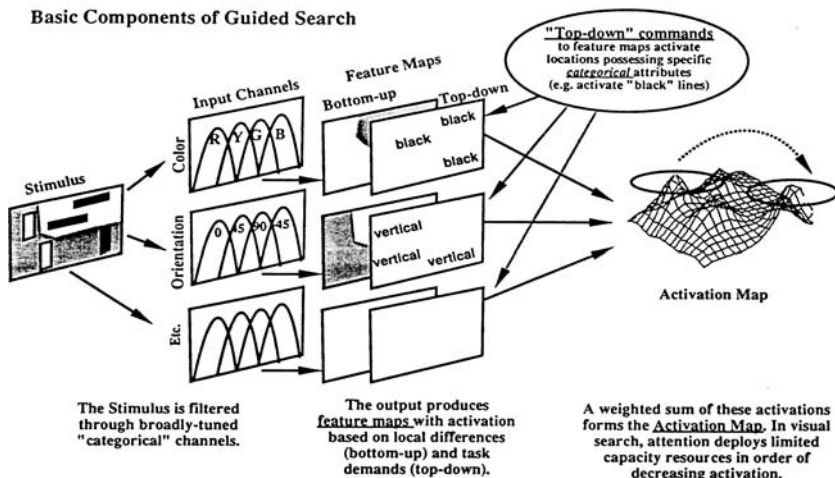 Basic Components of Guided Search
"Top-down" commands
to feature maps activate
locations possessing specific
categorical attributes
(e.g. activate "black" lines)
Feature Maps
Input Channels
Bottom-up
Top-down
Stimulus
Color
R Y G B
black
black
black
Orientation
0 45 90 -45
vertical
vertical
vertical
Etc.
Activation Map
The Stimulus is filtered
through broadly-tuned
"categorical" channels.
The output produces
feature maps with activation
based on local differences
(bottom-up) and task
demands (top-down).
A weighted sum of these activations
forms the Activation Map. In visual
search, attention deploys limited
capacity resources in order of
decreasing activation.